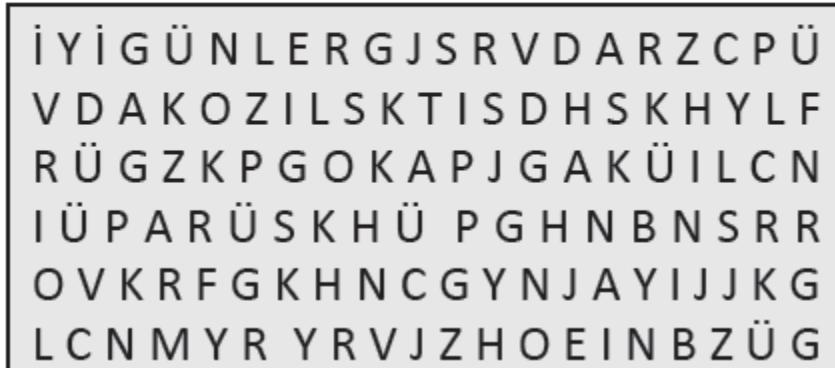 İ Y İ G Ü N L E R G J S R V D A R Z C P Ü
V D A K O Z I L S K T I S D H S K H Y L F
R Ü G Z K P G O K A P J G A K Ü I L C N
I Ü P A R Ü S K H Ü P G H N B N S R R
O V K R F G K H N C G Y N J A Y I J J K G
L C N M Y R Y R V J Z H O E I N B Z Ü G